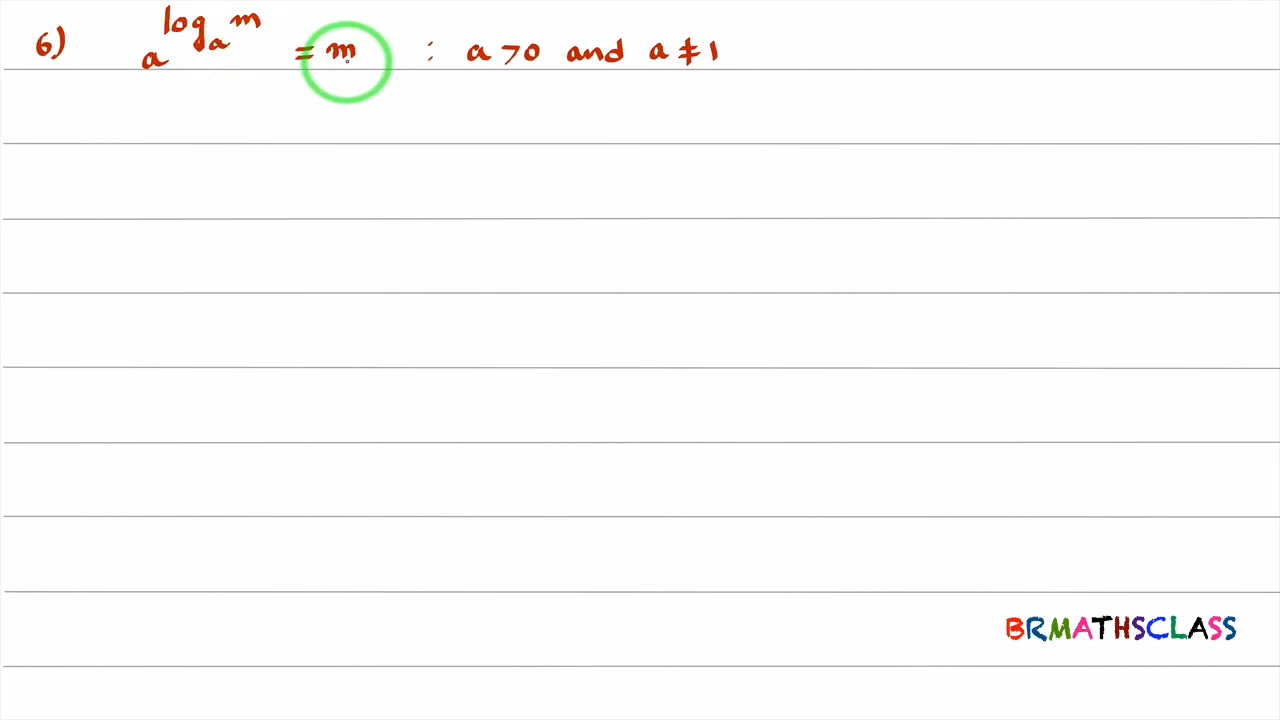 6) a^{log_a m} = m : a > 0 and a ≠ 1
BRMATHSCLASS